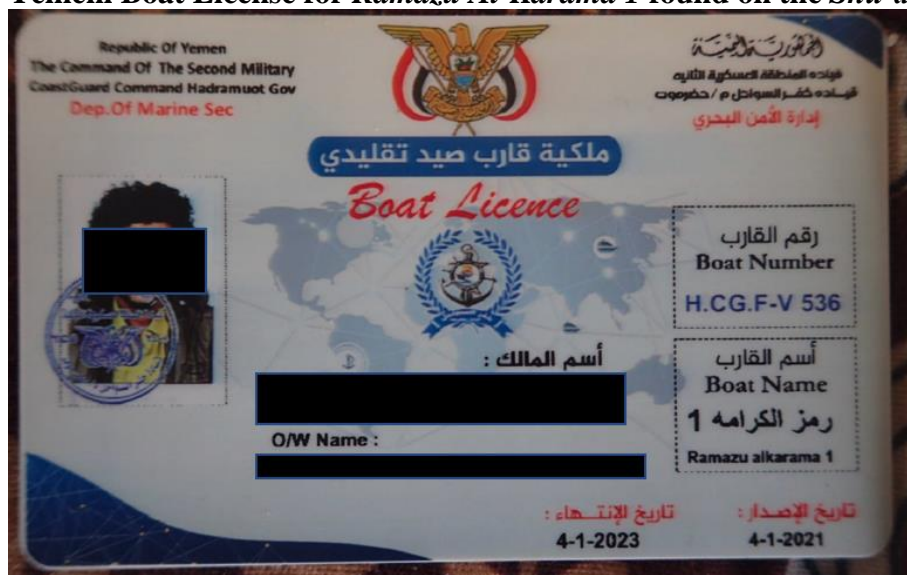 Yemeni Boat License for Ramazu Al-Karama 1 found on the Shu-a
Republic Of Yemen
The Command Of The Second Military
CoastGuard Command Hadramuot Gov
Dep.Of Marine Sec
الجمهورية اليمنية
قيادة المنطقة العسكرية الثانية
قيادة خفر السواحل م / حضرموت
إدارة الأمن البحري
ملكية قارب صيد تقليدي
Boat Licence
رقم القارب
Boat Number
H.CG.F-V 536
أسم المالك :
O/W Name :
أسم القارب
Boat Name
رمز الكرامه 1
Ramazu alkarama 1
تاريخ الإنتـــهاء :
4-1-2023
تاريخ الإصـدار :
4-1-2021